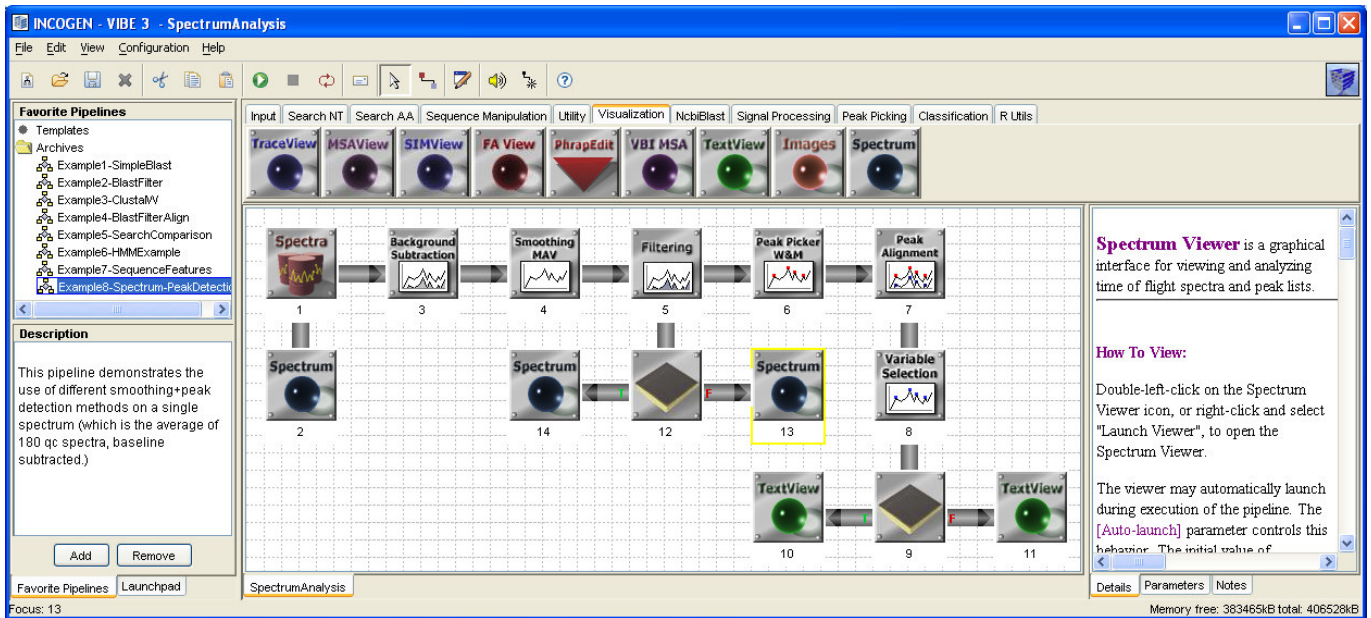 INCOGEN - VIBE 3 - SpectrumAnalysis
File Edit View Configuration Help
Favorite Pipelines
Templates
Archives
Example1-SimpleBlast
Example2-BlastFilter
Example3-ClustalW
Example4-BlastFilterAlign
Example5-SearchComparison
Example6-HMMExample
Example7-SequenceFeatures
Example8-Spectrum-PeakDetectio
Description
This pipeline demonstrates the
use of different smoothing+peak
detection methods on a single
spectrum (which is the average of
180 qc spectra, baseline
subtracted.)
Add Remove
Favorite Pipelines Launchpad
Focus: 13
Input Search NT Search AA Sequence Manipulation Utility Visualization NcbiBlast Signal Processing Peak Picking Classification R Utils
TraceView MSAView SIMView FA View PhrapEdit VBI MSA TextView Images Spectrum
Spectra
1
Background
Subtraction
3
Smoothing
MAV
4
Filtering
5
Peak Picker
W&M
6
Peak
Alignment
7
Spectrum
2
Spectrum
14
T
12
F
Spectrum
13
Variable
Selection
8
TextView
10
T
9
F
TextView
11
SpectrumAnalysis
Spectrum Viewer is a graphical
interface for viewing and analyzing
time of flight spectra and peak lists.
How To View:
Double-left-click on the Spectrum
Viewer icon, or right-click and select
"Launch Viewer", to open the
Spectrum Viewer.
The viewer may automatically launch
during execution of the pipeline. The
[Auto-launch] parameter controls this
behavior. The initial value of
Details Parameters Notes
Memory free: 383465kB total: 406528kB